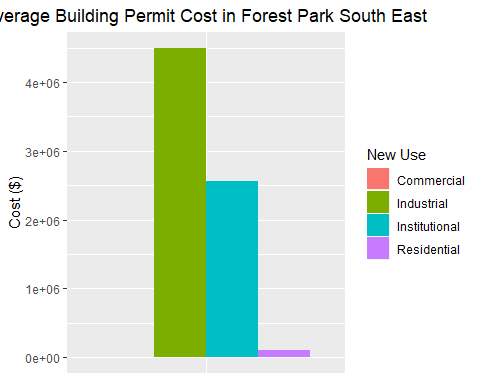 verage Building Permit Cost in Forest Park South East
4e+06
3e+06
2e+06
1e+06
0e+00
Cost ($)
New Use
Commercial
Industrial
Institutional
Residential